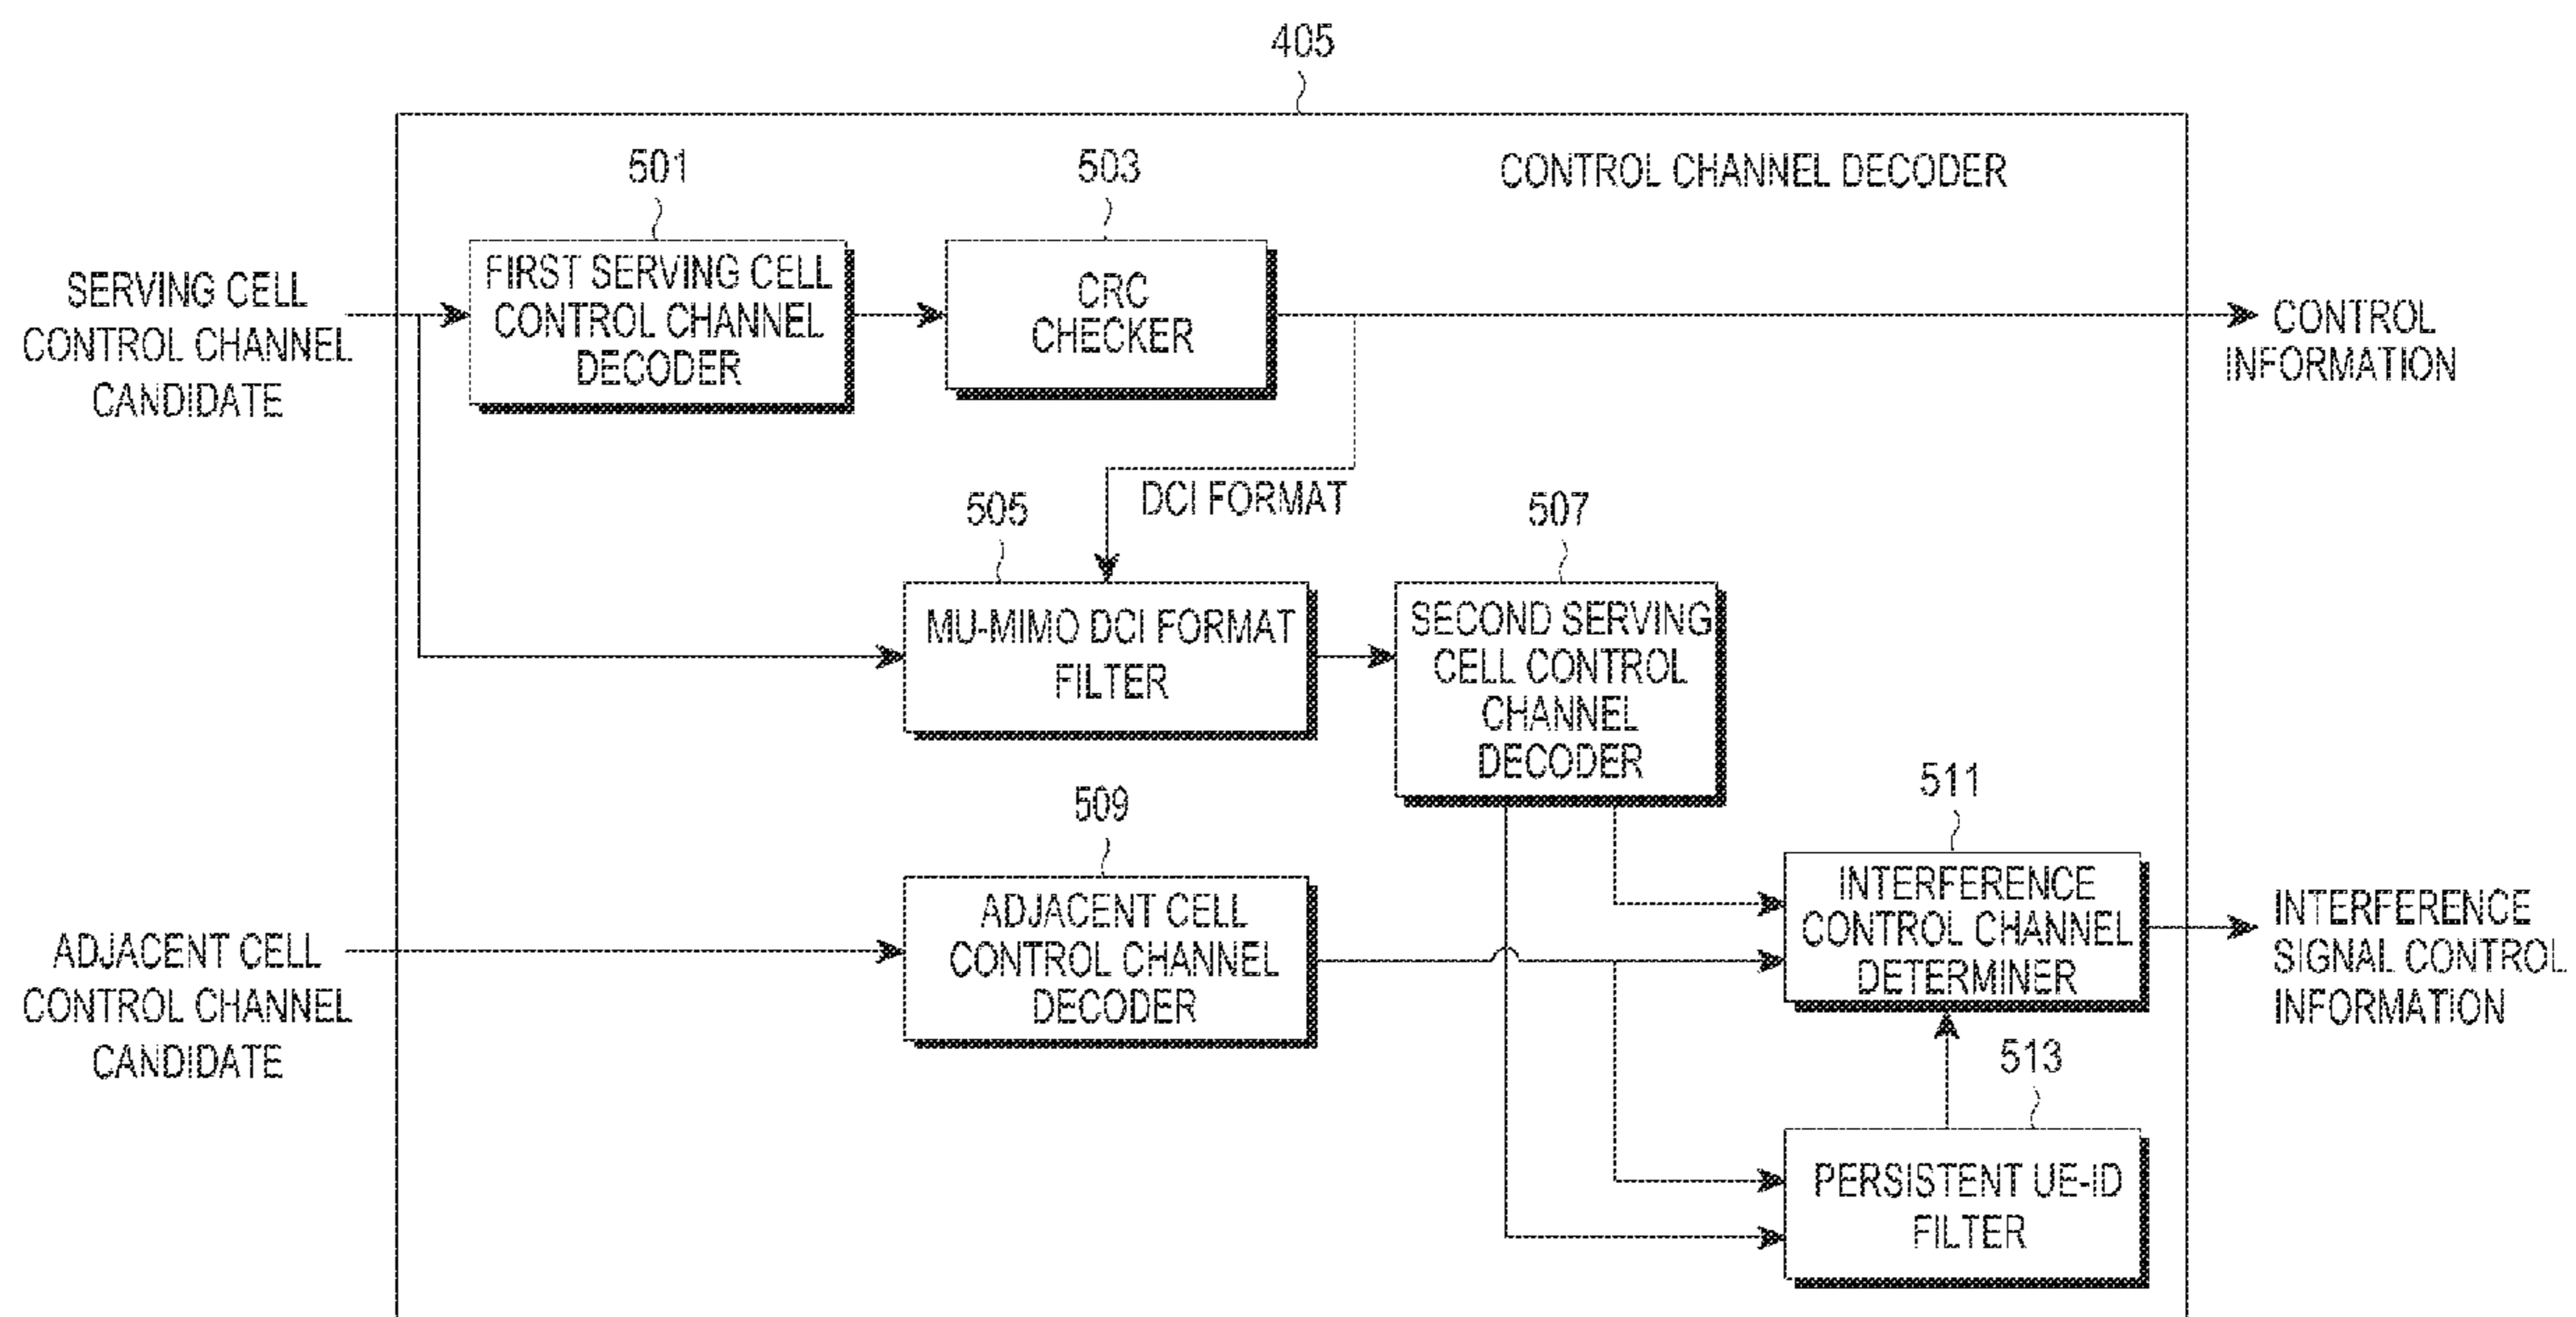 405
CONTROL CHANNEL DECODER
501
503
SERVING CELL
CONTROL CHANNEL
CANDIDATE
FIRST SERVING CELL
CONTROL CHANNEL
DECODER
CRC
CHECKER
CONTROL
INFORMATION
DCI FORMAT
505
507
MU-MIMO DCI FORMAT
FILTER
SECOND SERVING
CELL CONTROL
CHANNEL
DECODER
509
511
ADJACENT CELL
CONTROL CHANNEL
CANDIDATE
ADJACENT CELL
CONTROL CHANNEL
DECODER
INTERFERENCE
CONTROL CHANNEL
DETERMINER
INTERFERENCE
SIGNAL CONTROL
INFORMATION
513
PERSISTENT UE-ID
FILTER